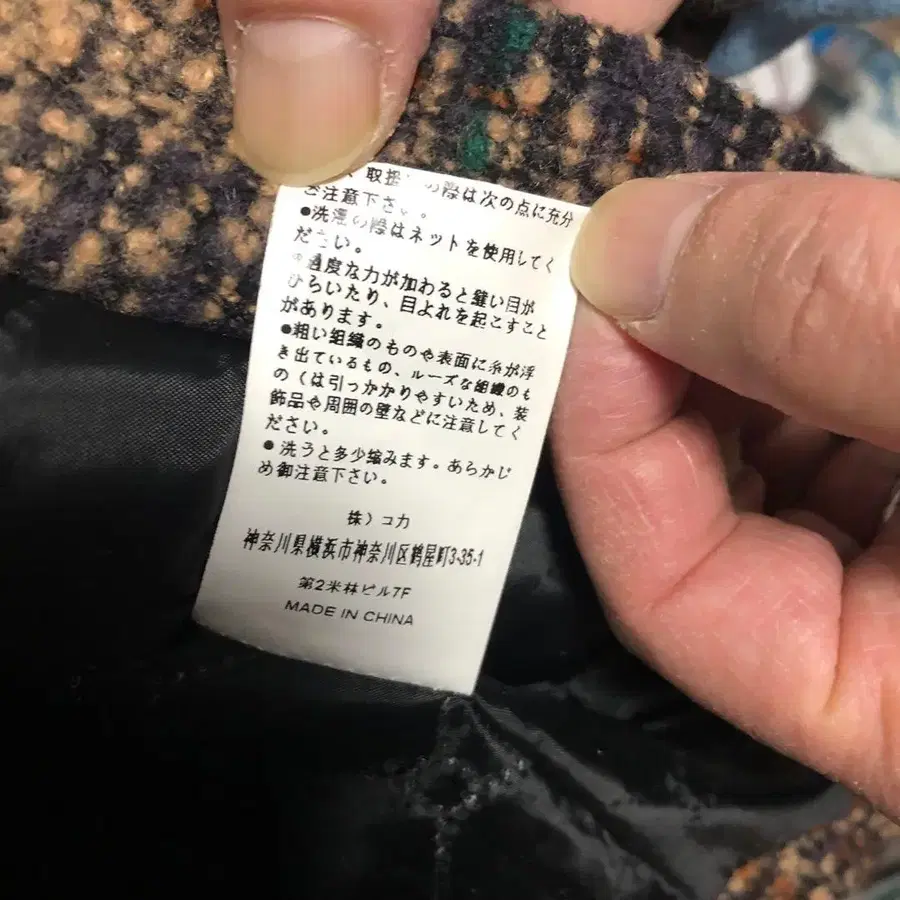 取扱いの際は次の点に充分
ご注意下さい。
●洗濯の際はネットを使用してく
ださい。
●過度な力が加わると縫い目が
ひらいたり、目よれを起こすこと
があります。
●粗い組織のものや表面に糸が浮
き出ているもの、ルーズな組織のも
の(は引っかかりやすいため、装
飾品や周囲の壁などに注意してく
ださい。
●洗うと多少縮みます。あらかじ
め御注意下さい。
株）コカ
神奈川県横浜市神奈川区鶴屋町3-35-1
第2米林ビル7F
MADE IN CHINA